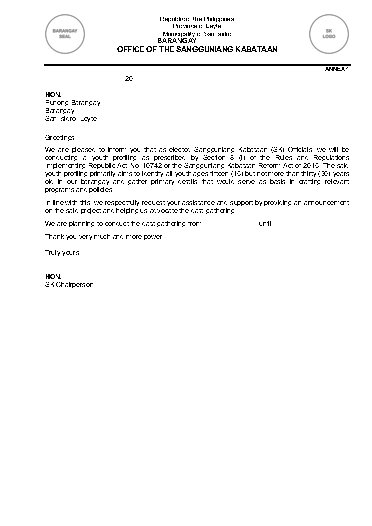 BARANGAY
SEAL
Republic of the Philippines
Province of Leyte
Municipality of San Isidro
BARANGAY
OFFICE OF THE SANGGUNIANG KABATAAN
SK
LOGO
ANNEX
20
HON.
Punong Barangay
Barangay
San Isidro, Leyte
Greetings
We are pleased to inform you that as elected Sangguniang Kabataan (SK) Officials, we will be
conducting a youth profiling as prescribed by Section 8 (l) of the Rules and Regulations
Implementing Republic Act No. 10742 or the Sangguniang Kabataan Reform Act of 2016. The said
youth profiling primarily aims to identify all youth ages fifteen (15) but not more than thirty (30) years
old in our barangay and gather primary details that would serve as basis in crafting relevant
programs and policies.
In line with this, we respectfully request your assistance and support by providing an announcement
on the said project and helping us advocate the data gathering.
We are planning to conduct the data gathering from until
Thank you very much and more power.
Truly yours,
HON.
SK Chairperson